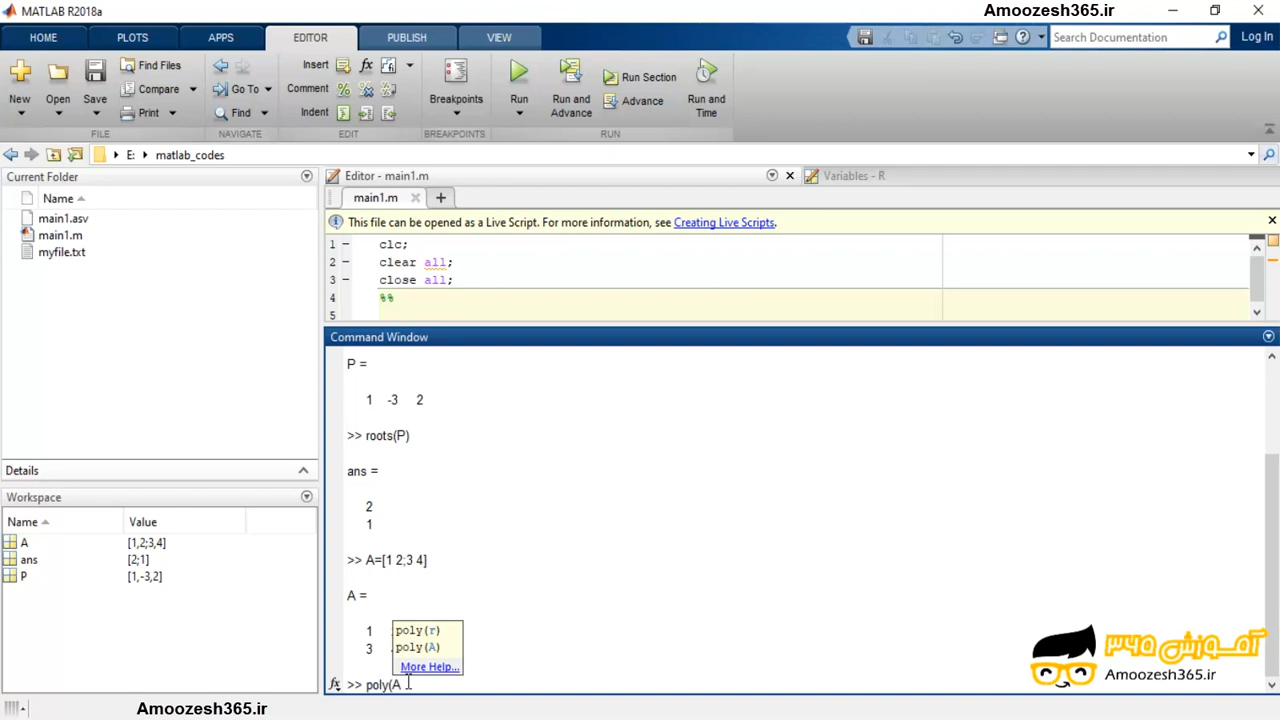 MATLAB R2018a
Amoozesh365.ir
HOME PLOTS APPS EDITOR PUBLISH VIEW
Search Documentation
Log In
New Open Save
Find Files
Compare
Print
FILE
Go To
Find
NAVIGATE
Insert
Comment
Indent
EDIT
Breakpoints
BREAKPOINTS
Run
Run and Advance
Run Section
Advance
Run and Time
RUN
E: matlab_codes
Current Folder
Name
main1.asv
main1.m
myfile.txt
Details
Workspace
Name Value
A [1,2;3,4]
ans [2;1]
P [1,-3,2]
Editor - main1.m
Variables - R
main1.m
This file can be opened as a Live Script. For more information, see Creating Live Scripts.
1 clc;
2 clear all;
3 close all;
4 %%
5
Command Window
P =
1 -3 2
>> roots(P)
ans =
2
1
>> A=[1 2;3 4]
A =
1
3
poly(r)
poly(A)
More Help...
fx >> poly(A
آموزش ۳۶۵
Amoozesh365.ir
Amoozesh365.ir